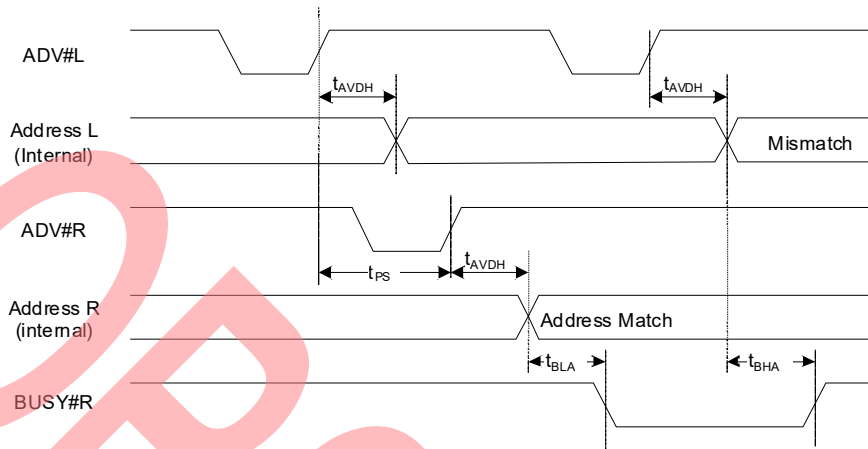 ADV#L
tAVDH
tAVDH
Address L
(Internal)
Mismatch
ADV#R
tPS
tAVDH
Address R
(internal)
Address Match
tBLA
tBHA
BUSY#R